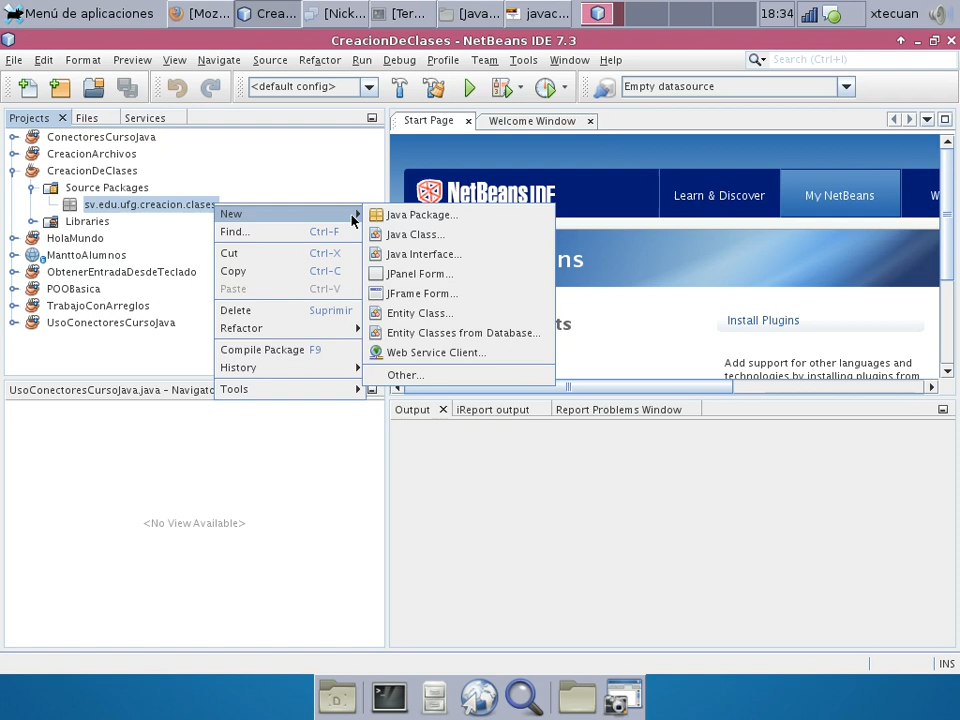 Menú de aplicaciones
[Moz...
Crea...
[Nick...
[Ter...
[Java...
javac...
18:34
xtecuan
CreacionDeClases - NetBeans IDE 7.3
File Edit Format Preview View Navigate Source Refactor Run Debug Profile Team Tools Window Help
Search (Ctrl+I)
<default config>
Empty datasource
Projects
Files
Services
Start Page
Welcome Window
ConectoresCursoJava
CreacionArchivos
CreacionDeClases
Source Packages
sv.edu.ufg.creacion.clases
Libraries
HolaMundo
ManttoAlumnos
ObtenerEntradaDesdeTeclado
POOBasica
TrabajoConArreglos
UsoConectoresCursoJava
New
Find... Ctrl-F
Cut Ctrl-X
Copy Ctrl-C
Paste Ctrl-V
Delete Suprimir
Refactor
Compile Package F9
History
Tools
Java Package...
Java Class...
Java Interface...
JPanel Form...
JFrame Form...
Entity Class...
Entity Classes from Database...
Web Service Client...
Other...
NetBeans IDE
Learn & Discover
My NetBeans
W
ns
ts
Install Plugins
Add support for other languages and
technologies by installing plugins from
UsoConectoresCursoJava.java - Navigato
<No View Available>
Output
iReport output
Report Problems Window
INS